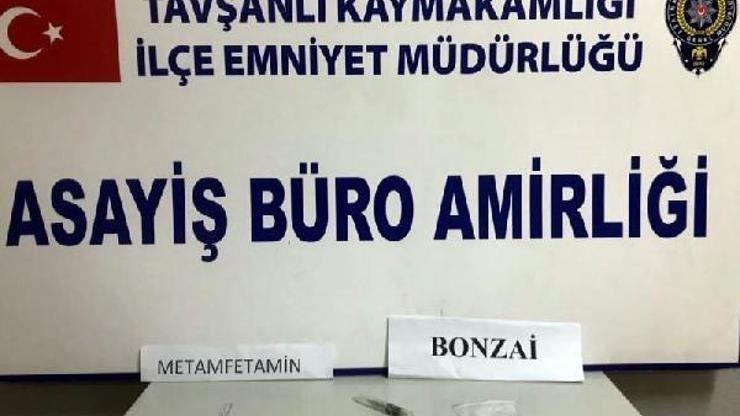 TAVŞANLI KAYMAKAMLIĞI
İLÇE EMNİYET MÜDÜRLÜĞÜ
ASAYİŞ BÜRO AMİRLİĞİ
METAMFETAMİN
BONZAİ